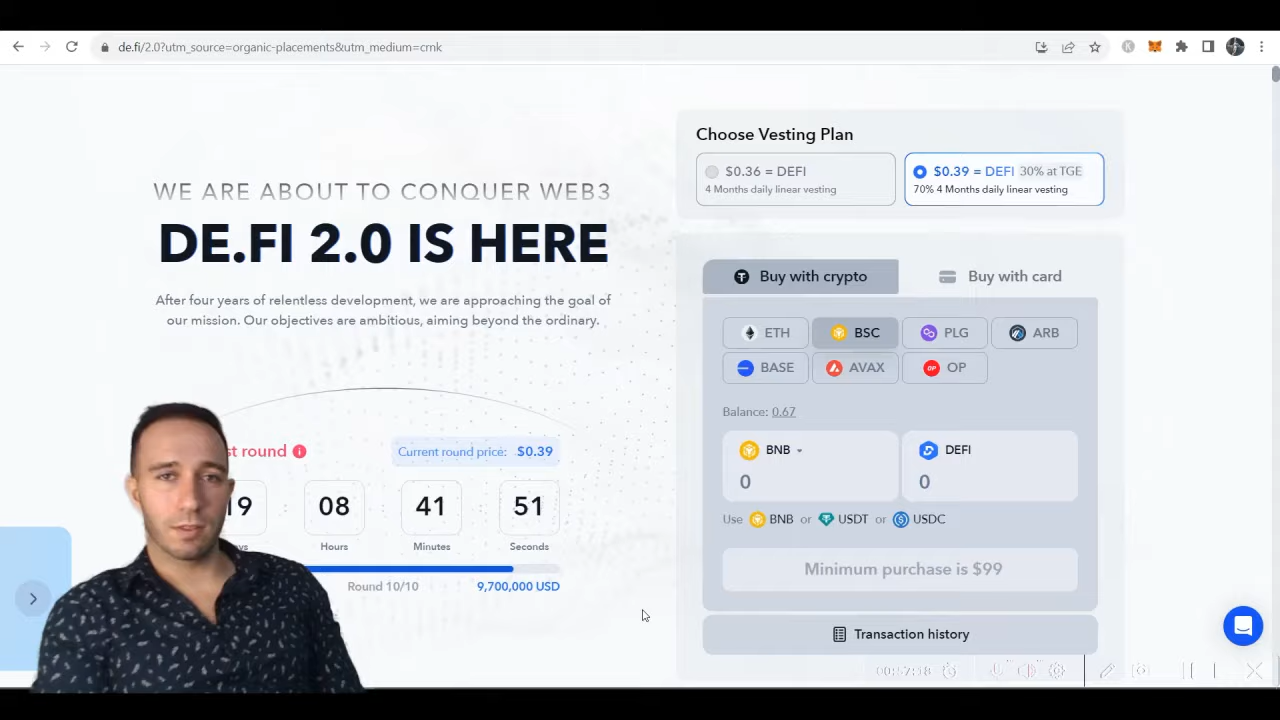 de.fi/2.0?utm_source=organic-placements&utm_medium=cmk
WE ARE ABOUT TO CONQUER WEB3
DE.FI 2.0 IS HERE
After four years of relentless development, we are approaching the goal of
our mission. Our objectives are ambitious, aiming beyond the ordinary.
round
Current round price: $0.39
19 : 08 : 41 : 51
Hours Minutes Seconds
Round 10/10 9,700,000 USD
Choose Vesting Plan
$0.36 = DEFI
4 Months daily linear vesting
$0.39 = DEFI 30% at TGE
70% 4 Months daily linear vesting
Buy with crypto
Buy with card
ETH BSC PLG ARB
BASE AVAX OP
Balance: 0.67
BNB DEFI
0 0
Use BNB or USDT or USDC
Minimum purchase is $99
Transaction history